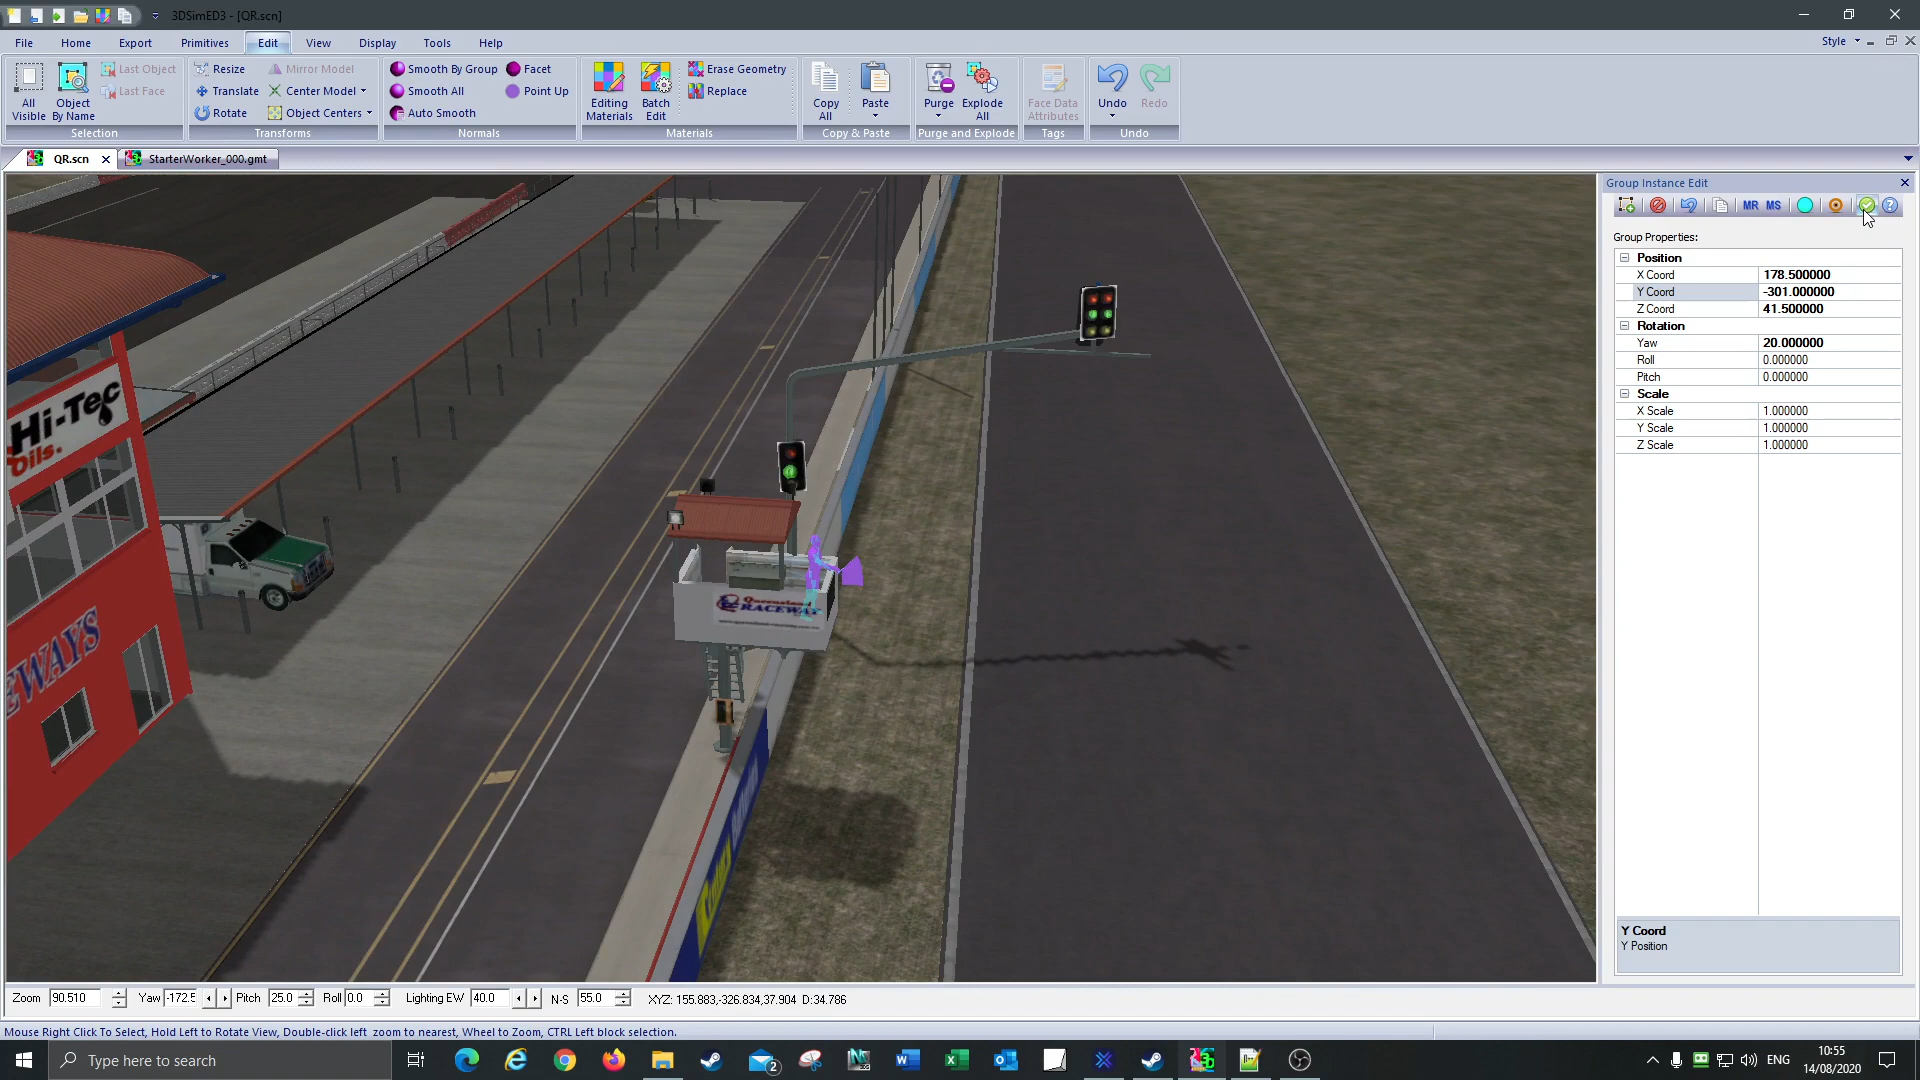 3DSimED3 - [QR.scn]
File Home Export Primitives Edit View Display Tools Help
Style
All Visible
Object By Name
Last Object
Last Face
Selection
Resize
Translate
Rotate
Mirror Model
Center Model
Object Centers
Transforms
Smooth By Group
Smooth All
Auto Smooth
Facet
Point Up
Normals
Editing Materials
Batch Edit
Erase Geometry
Replace
Materials
Copy All
Paste
Copy & Paste
Purge
Explode All
Purge and Explode
Face Data Attributes
Tags
Undo
Redo
Undo
QR.scn
StarterWorker_000.gmt
Hi-Tec
Oils.
EWAYS
Queensland
RACEWAY
Group Instance Edit
MR MS
Group Properties:
Position
X Coord 178.500000
Y Coord -301.000000
Z Coord 41.500000
Rotation
Yaw 20.000000
Roll 0.000000
Pitch 0.000000
Scale
X Scale 1.000000
Y Scale 1.000000
Z Scale 1.000000
Y Coord
Y Position
Zoom 90.510 Yaw -172.5 Pitch 25.0 Roll 0.0 Lighting EW 40.0 N-S 55.0 XYZ: 155.883,-326.834,37.904 D:34.786
Mouse Right Click To Select, Hold Left to Rotate View, Double-click left zoom to nearest, Wheel to Zoom, CTRL Left block selection.
Type here to search
2
ENG
10:55
14/08/2020